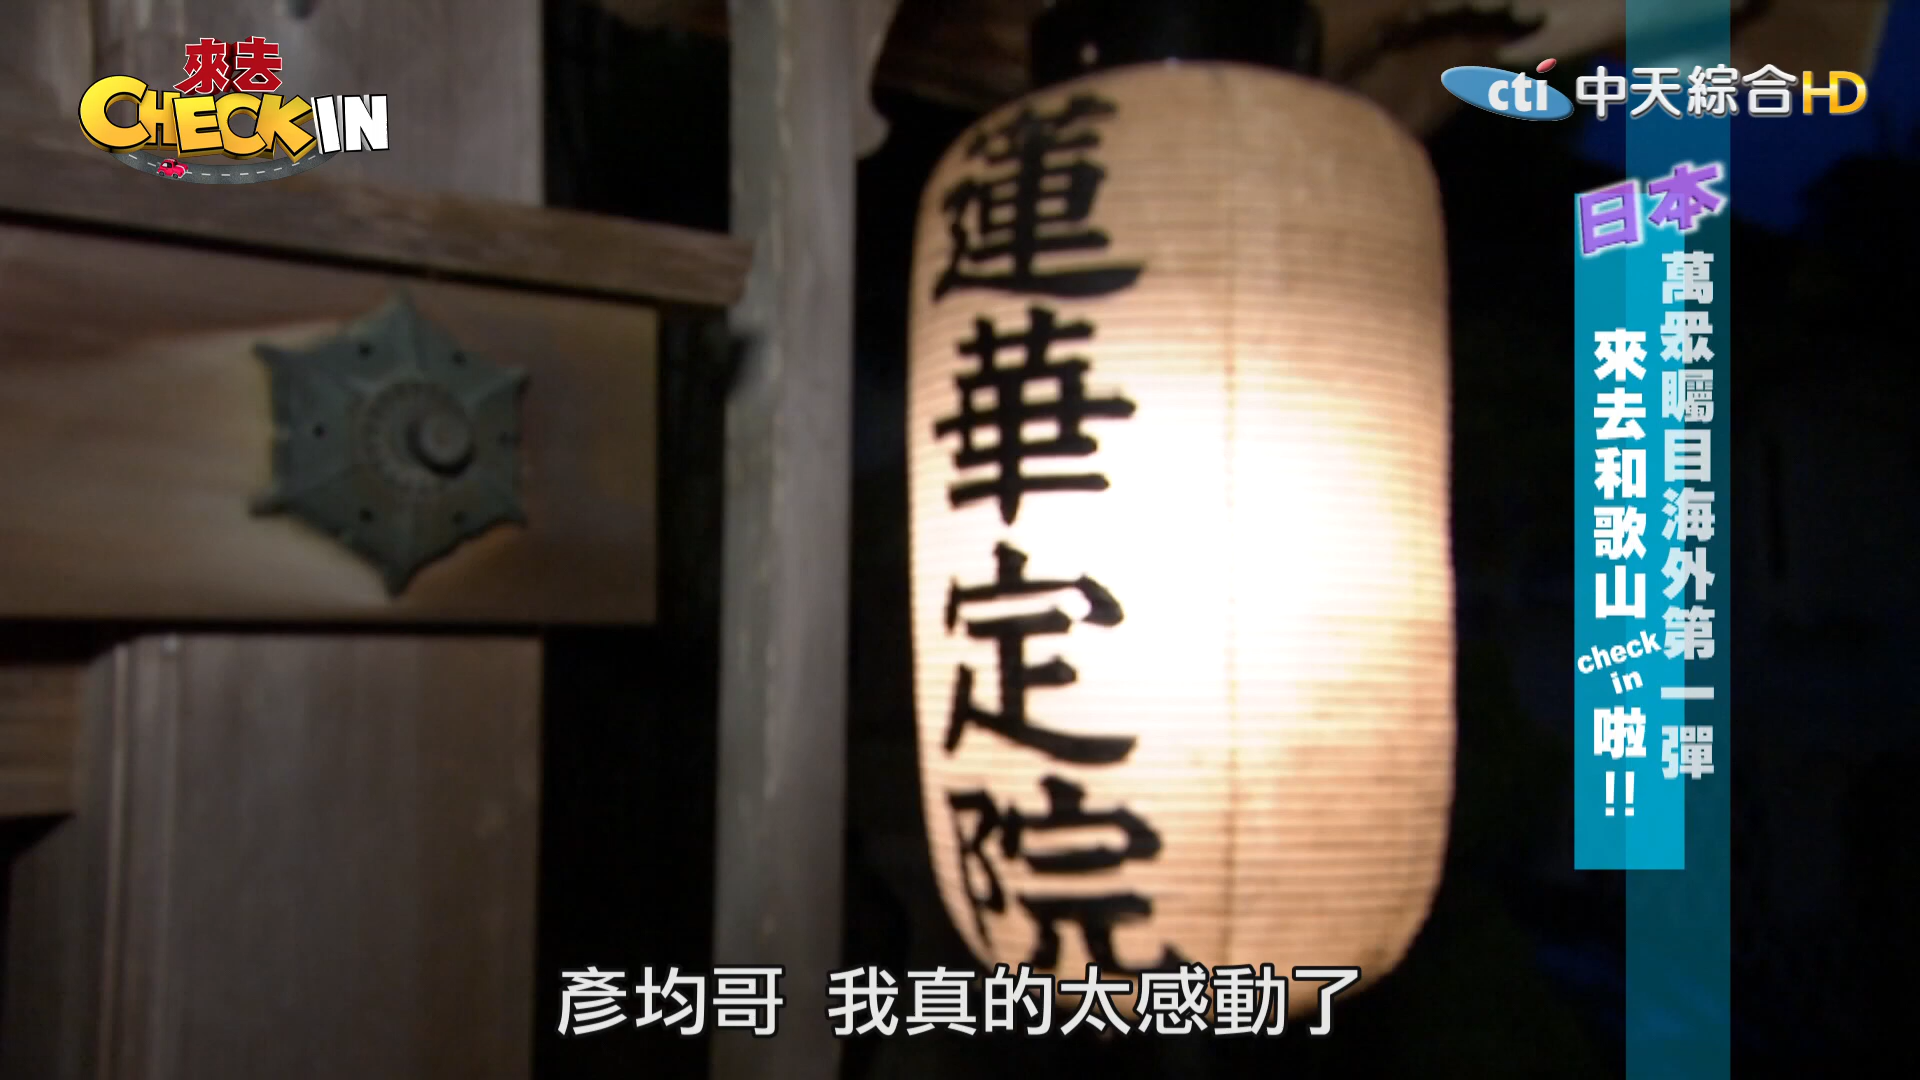 來去
CHECK IN
cti 中天綜合HD
日本
萬眾矚目海外第一彈
來去和歌山check in啦!!
蓮華定院
彥均哥 我真的太感動了